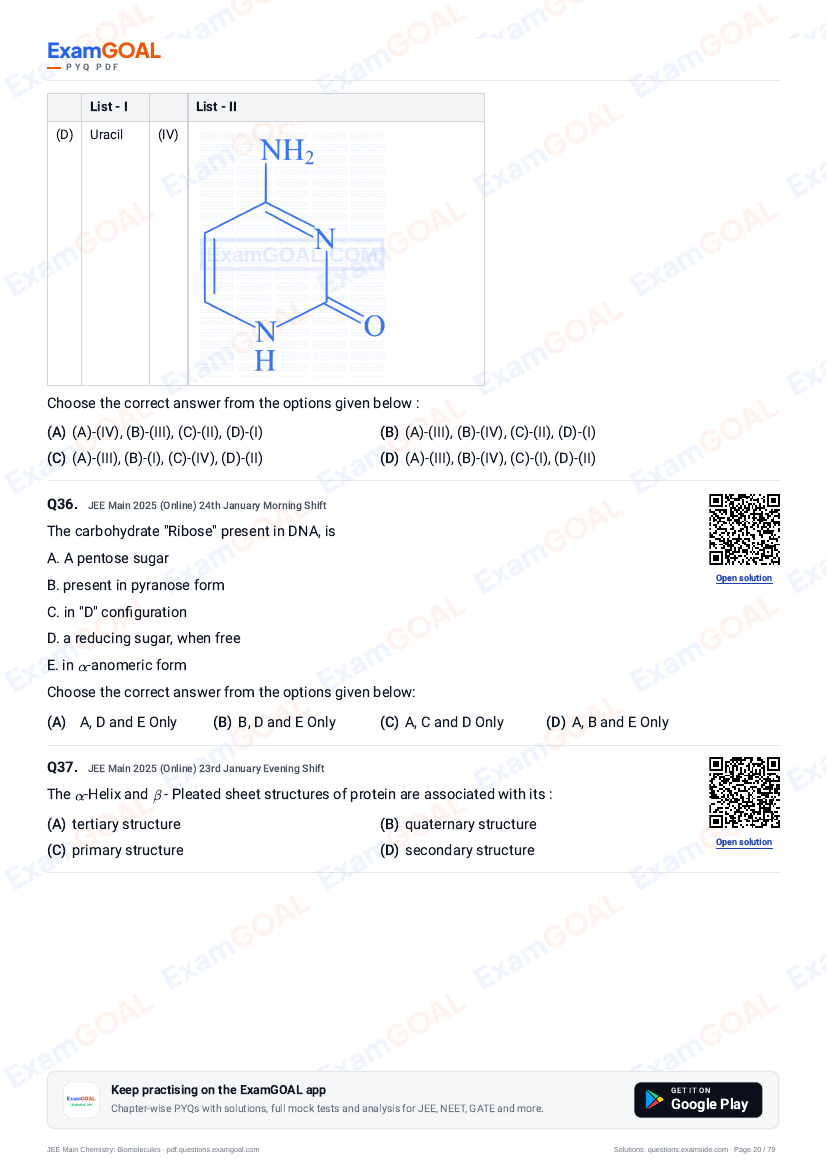 ExamGOAL
PYQ PDF
List - I List - II
(D) Uracil (IV)
NH2
N
ExamGOAL.COM
O
N
H
Choose the correct answer from the options given below :
(A) (A)-(IV), (B)-(III), (C)-(II), (D)-(I) (B) (A)-(III), (B)-(IV), (C)-(II), (D)-(I)
(C) (A)-(III), (B)-(I), (C)-(IV), (D)-(II) (D) (A)-(III), (B)-(IV), (C)-(I), (D)-(II)
Q36. JEE Main 2025 (Online) 24th January Morning Shift
The carbohydrate "Ribose" present in DNA, is
A. A pentose sugar
B. present in pyranose form
Open solution
C. in "D" configuration
D. a reducing sugar, when free
E. in α-anomeric form
Choose the correct answer from the options given below:
(A) A, D and E Only (B) B, D and E Only (C) A, C and D Only (D) A, B and E Only
Q37. JEE Main 2025 (Online) 23rd January Evening Shift
The α-Helix and β - Pleated sheet structures of protein are associated with its :
(A) tertiary structure (B) quaternary structure
Open solution
(C) primary structure (D) secondary structure
ExamGOAL
Keep practising on the ExamGOAL app
Chapter-wise PYQs with solutions, full mock tests and analysis for JEE, NEET, GATE and more.
GET IT ON
Google Play
JEE Main Chemistry: Biomolecules · pdf.questions.examgoal.com Solutions: questions.examside.com · Page 20 / 79